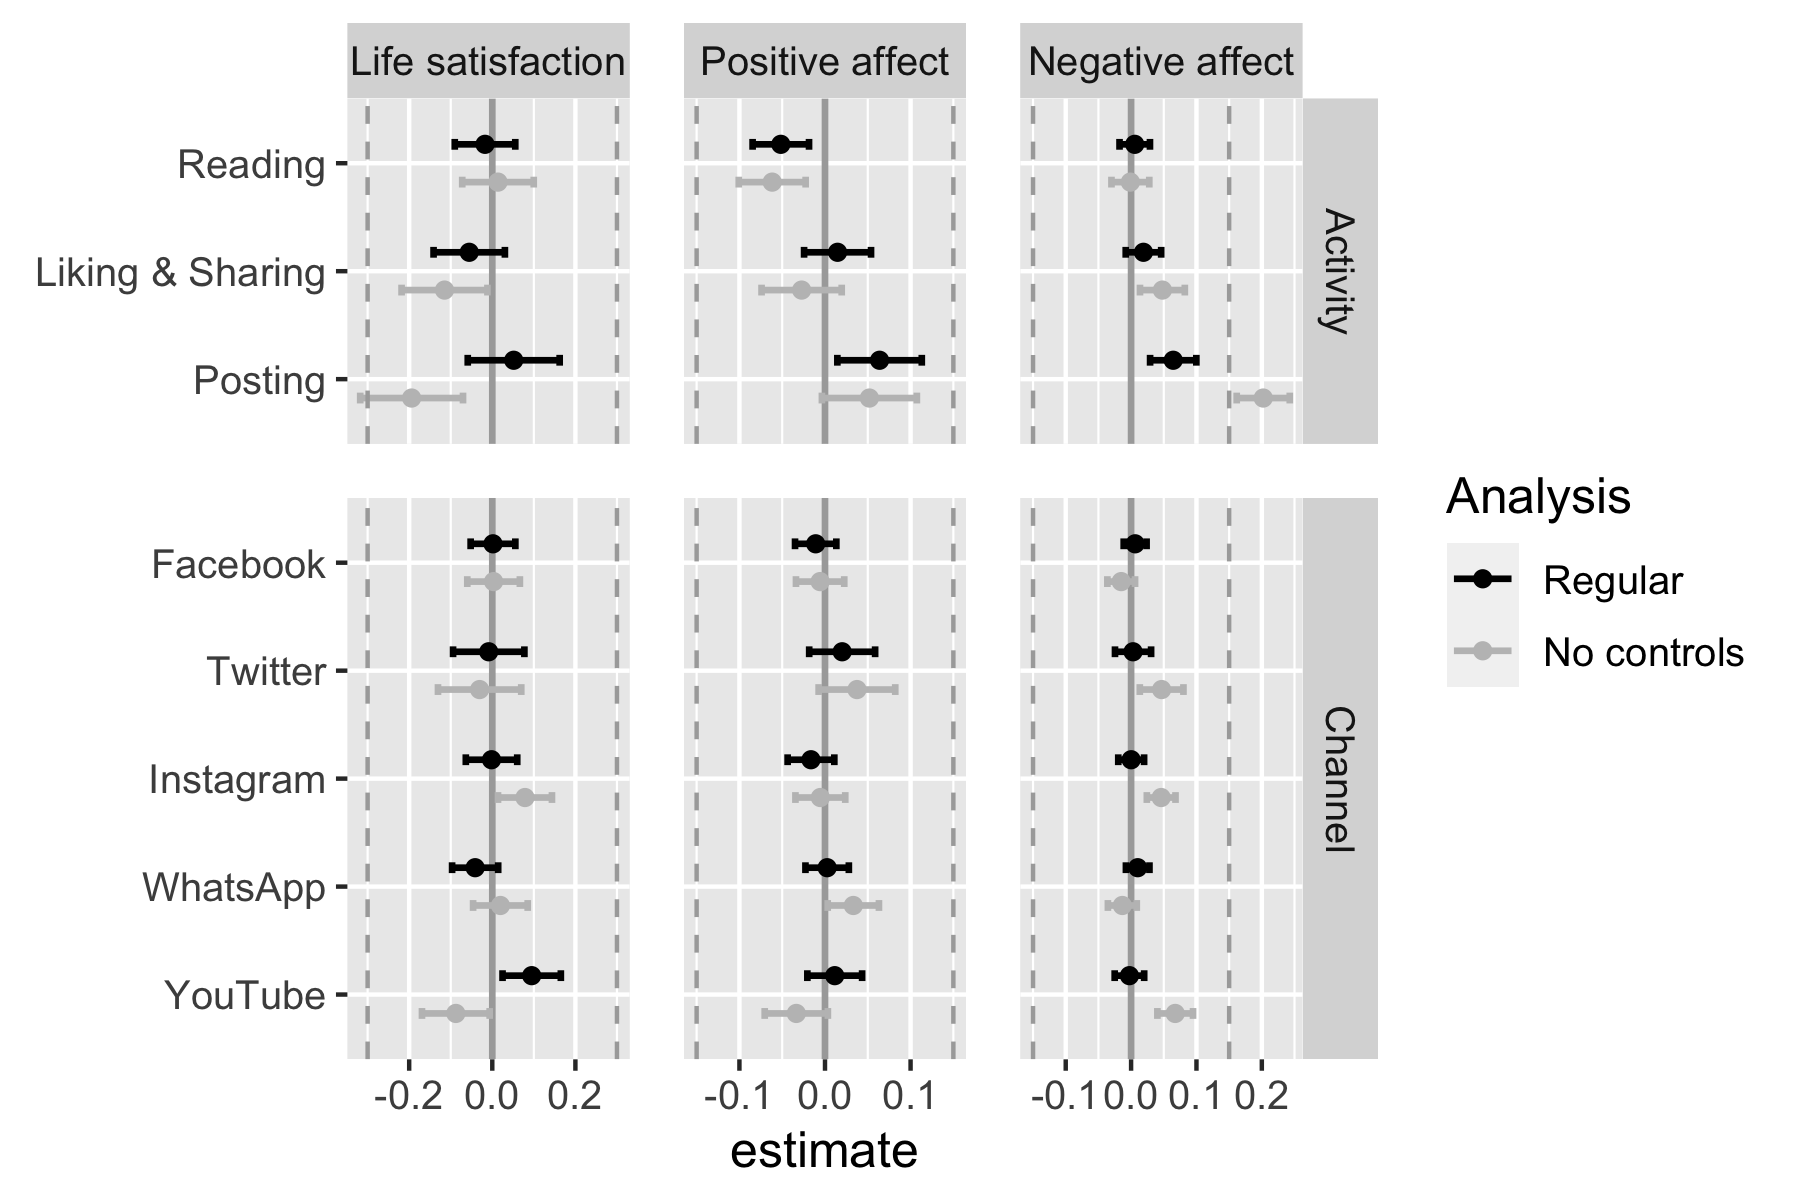 Life satisfaction
Positive affect
Negative affect
Reading
Liking & Sharing
Posting
Activity
Facebook
Twitter
Instagram
WhatsApp
YouTube
Channel
-0.2 0.0 0.2
-0.1 0.0 0.1
-0.1 0.0 0.1 0.2
estimate
Analysis
Regular
No controls